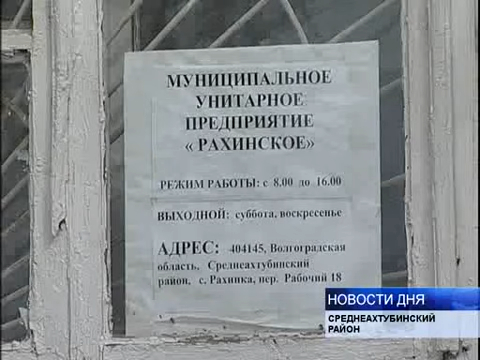 МУНИЦИПАЛЬНОЕ
УНИТАРНОЕ
ПРЕДПРИЯТИЕ
« РАХИНСКОЕ»
РЕЖИМ РАБОТЫ: с 8.00 до 16.00
ВЫХОДНОЙ: суббота, воскресенье
АДРЕС: 404145, Волгоградская
область, Среднеахтубинский
район, с. Рахинка, пер. Рабочий 18
НОВОСТИ ДНЯ
СРЕДНЕАХТУБИНСКИЙ
РАЙОН